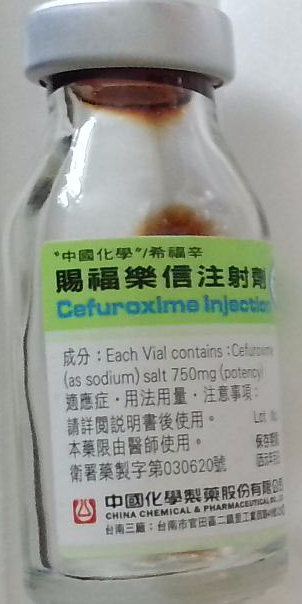 "中國化學"/希福辛
賜福樂信注射劑
Cefuroxime Injection
成分：Each Vial contains：Cefuroxime
(as sodium) salt 750mg (potency)
適應症・用法用量・注意事項：
請詳閱説明書後使用。
Lot
本藥限由醫師使用。
保存期限
衛署藥製字第030620號
中國化學製藥股份有限公司
CHINA CHEMICAL & PHARMACEUTICAL CO.,
台南三廠：台南市官田區二鎮里工業西路